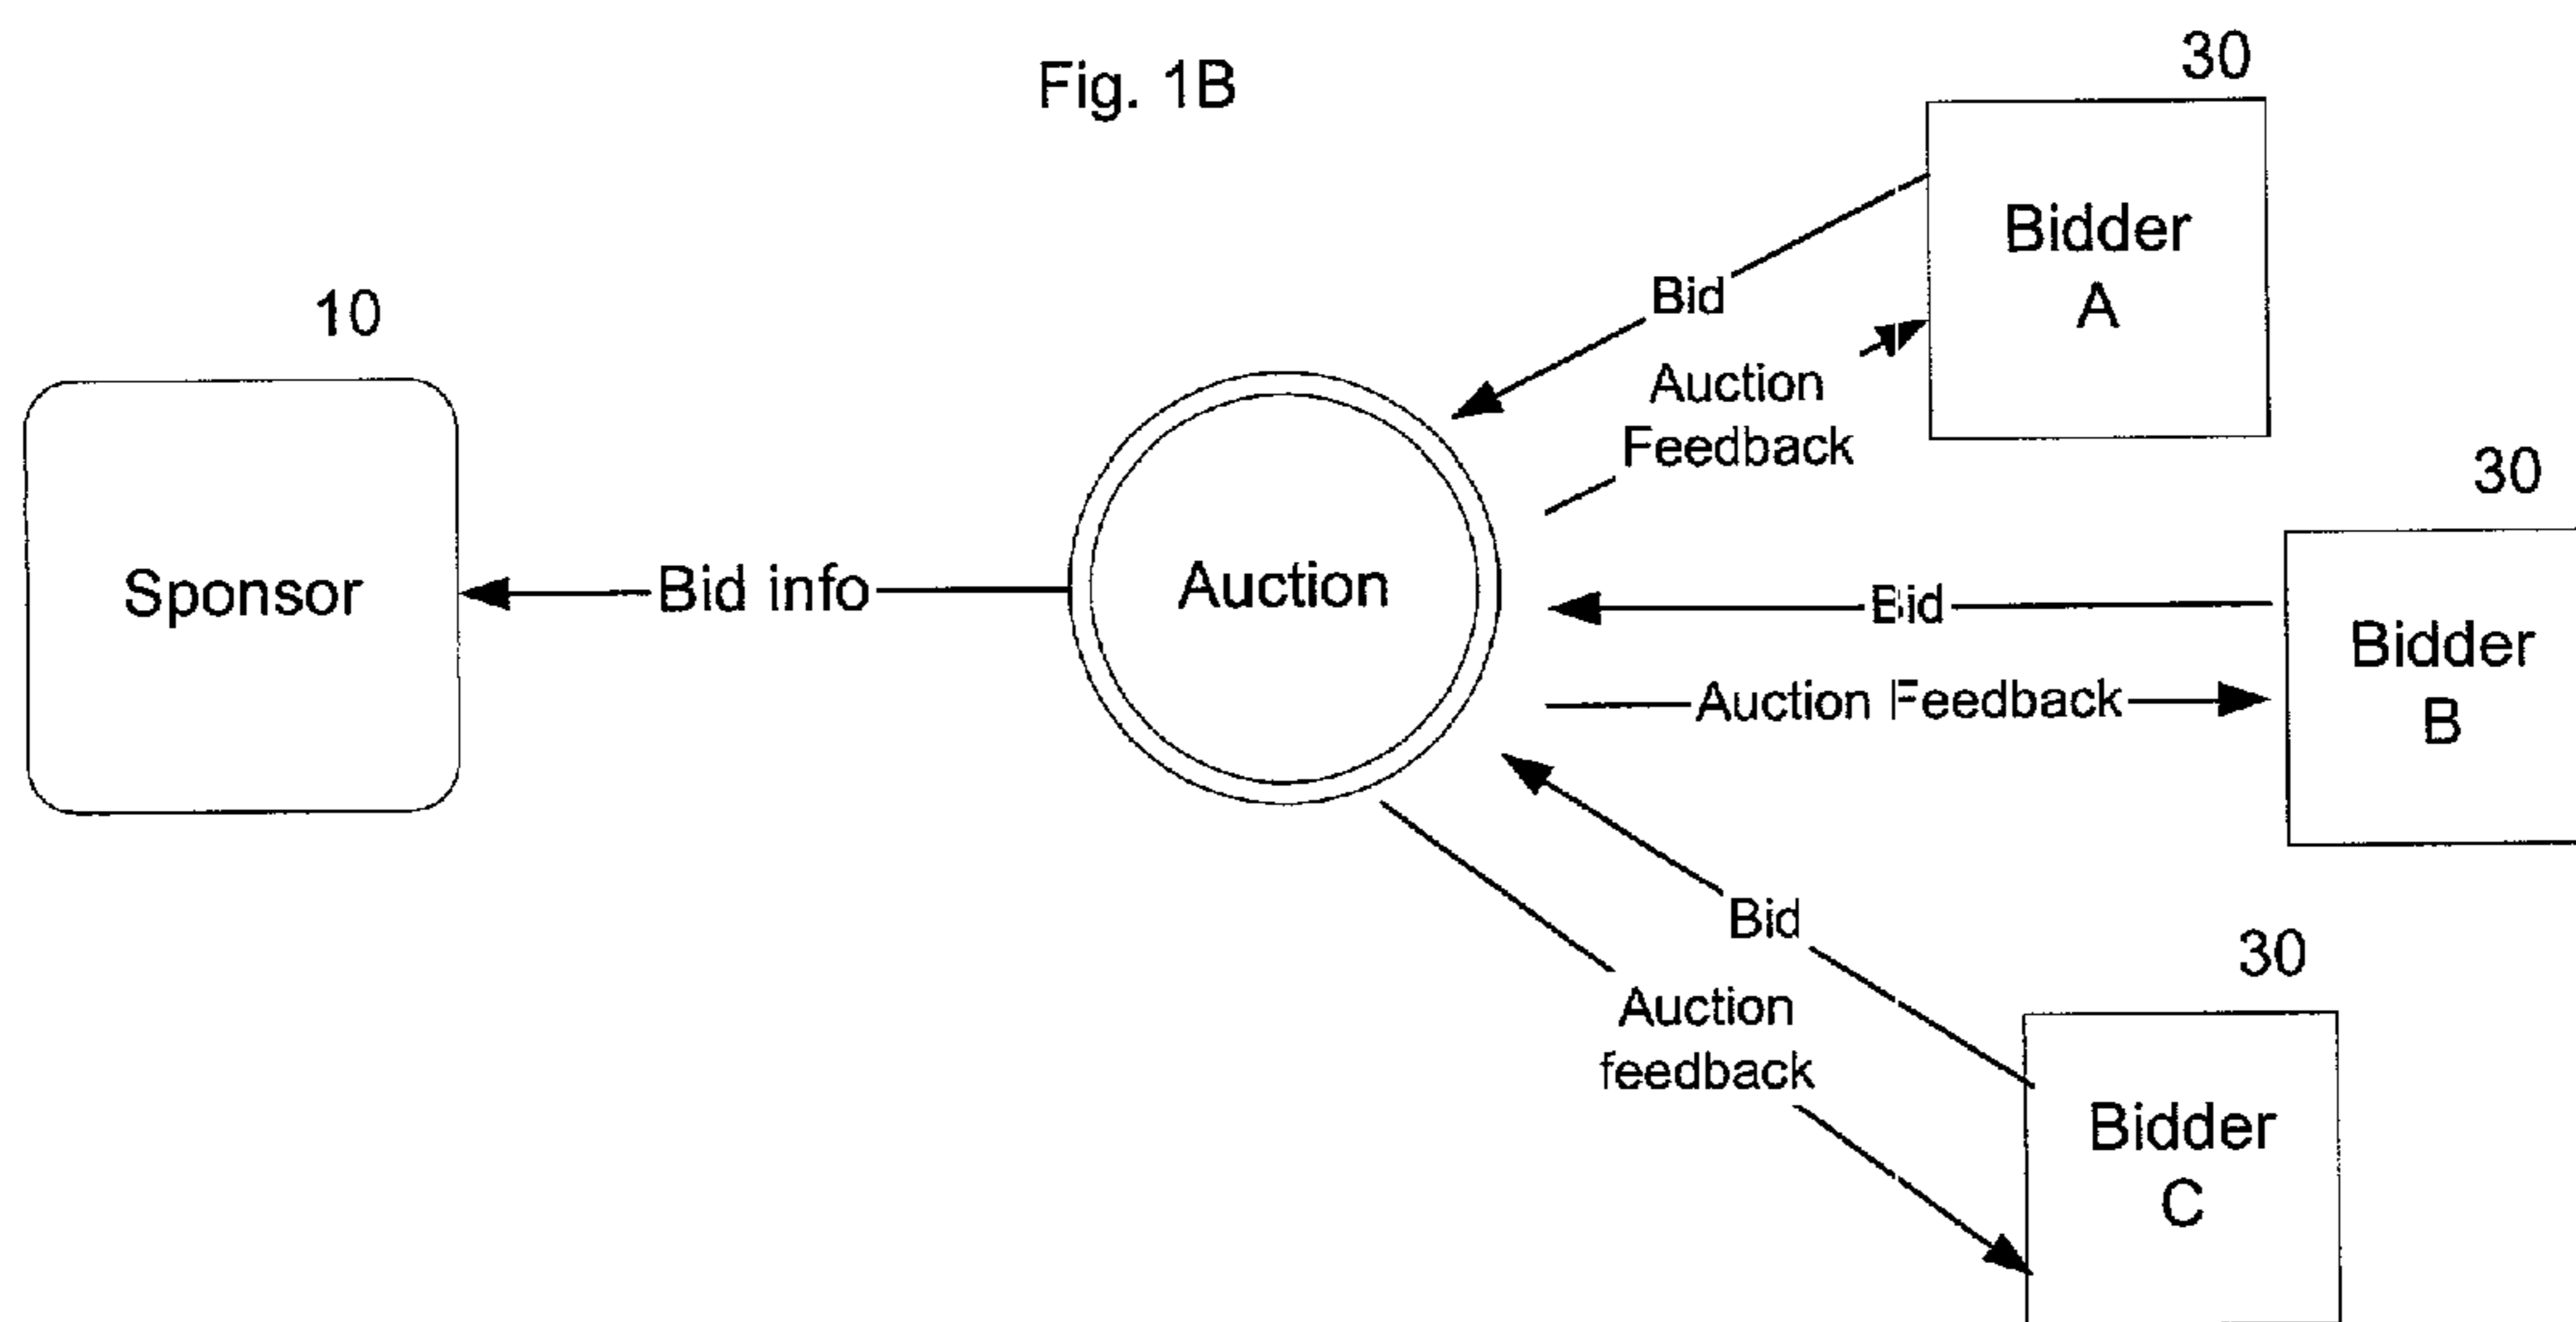 Fig. 1B
30
Bidder
A
Bid
Auction
Feedback
10
Sponsor
Bid info
Auction
30
Bid
Bidder
B
Auction Feedback
Bid
Auction
feedback
30
Bidder
C